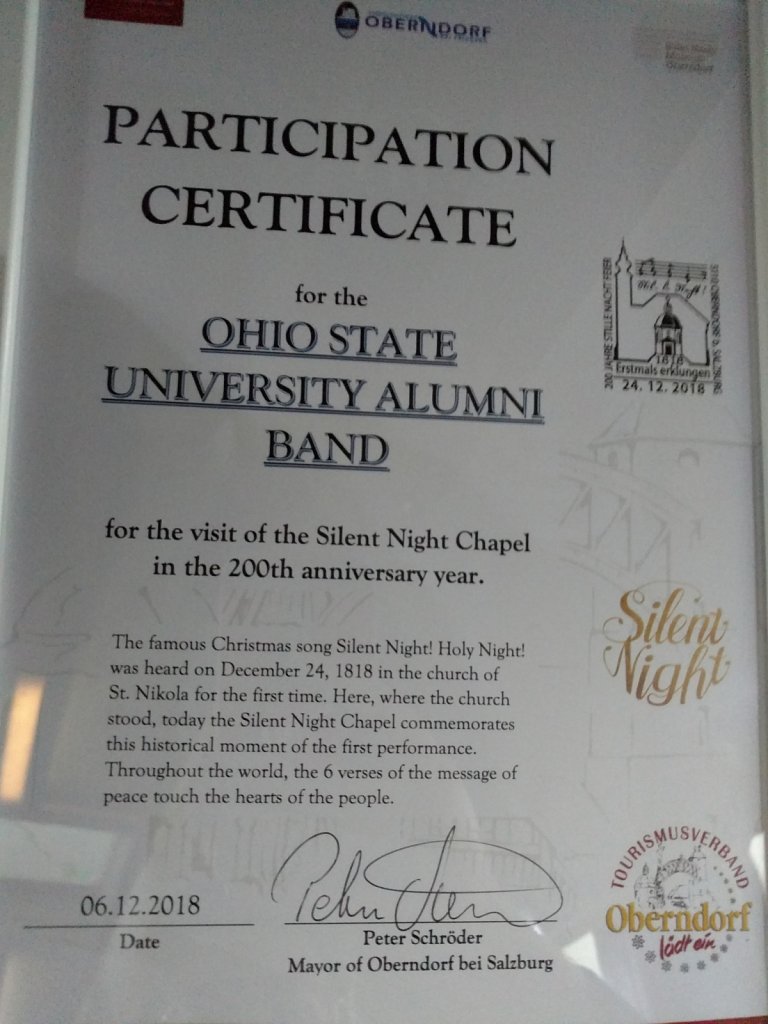 OBERNDORF
PARTICIPATION
CERTIFICATE
for the
OHIO STATE
UNIVERSITY ALUMNI
BAND
for the visit of the Silent Night Chapel
in the 200th anniversary year.
200 JAHRE STILLE NACHT FEIER
5110 OBERNDORF b. SALZBURG
1818
Erstmals erklungen
24. 12. 2018
Silent
Night
The famous Christmas song Silent Night! Holy Night!
was heard on December 24, 1818 in the church of
St. Nikola for the first time. Here, where the church
stood, today the Silent Night Chapel commemorates
this historical moment of the first performance.
Throughout the world, the 6 verses of the message of
peace touch the hearts of the people.
06.12.2018
Date
Peter Schröder
Mayor of Oberndorf bei Salzburg
TOURISMUSVERBAND
Oberndorf
lädt ein